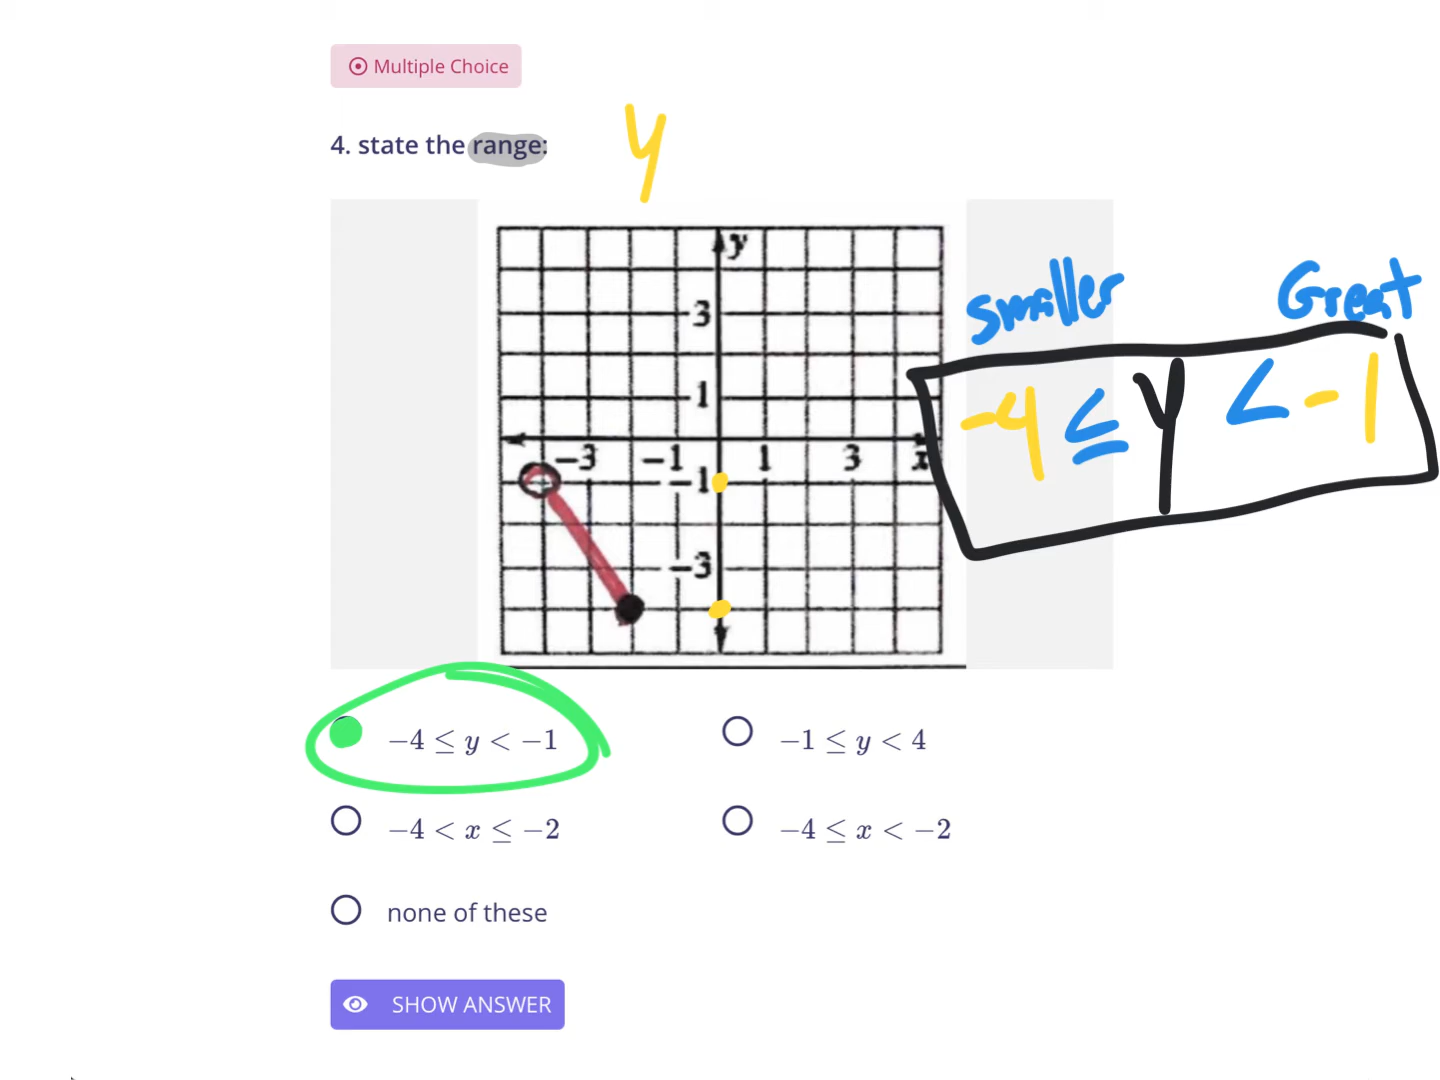 Multiple Choice
4. state the range:
y
y
3
1
-3 -1 1 3 x
-1
-3
smaller Great
-4 ≤ y < -1
−4 ≤ y < −1
−1 ≤ y < 4
−4 < x ≤ −2
−4 ≤ x < −2
none of these
SHOW ANSWER